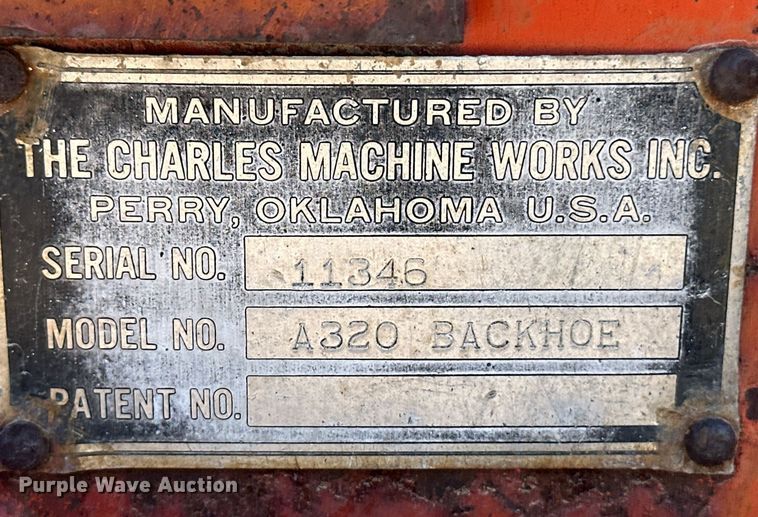 MANUFACTURED BY
THE CHARLES MACHINE WORKS INC.
PERRY, OKLAHOMA U.S.A.
SERIAL NO. 11346
MODEL NO. A320 BACKHOE
PATENT NO.
Purple Wave Auction